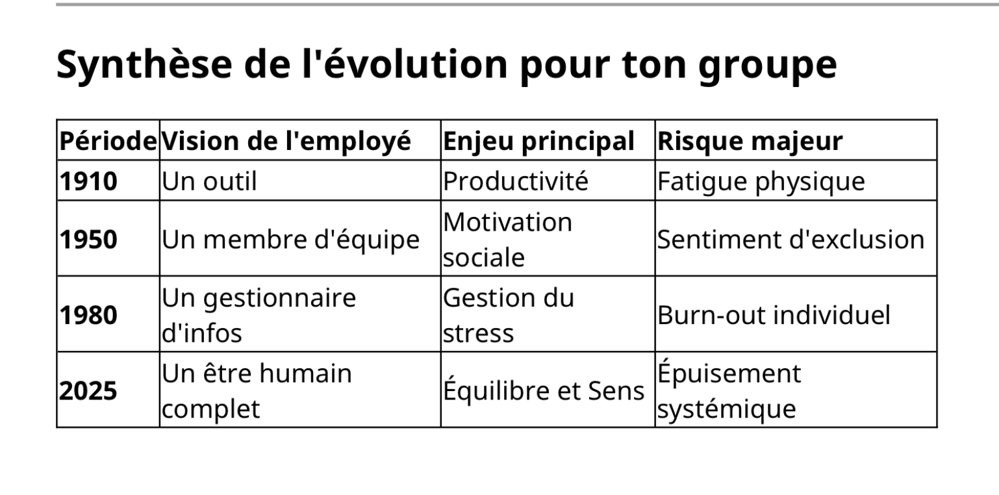 Synthèse de l'évolution pour ton groupe
Période Vision de l'employé Enjeu principal Risque majeur
1910 Un outil Productivité Fatigue physique
1950 Un membre d'équipe Motivation sociale Sentiment d'exclusion
1980 Un gestionnaire d'infos Gestion du stress Burn-out individuel
2025 Un être humain complet Équilibre et Sens Épuisement systémique